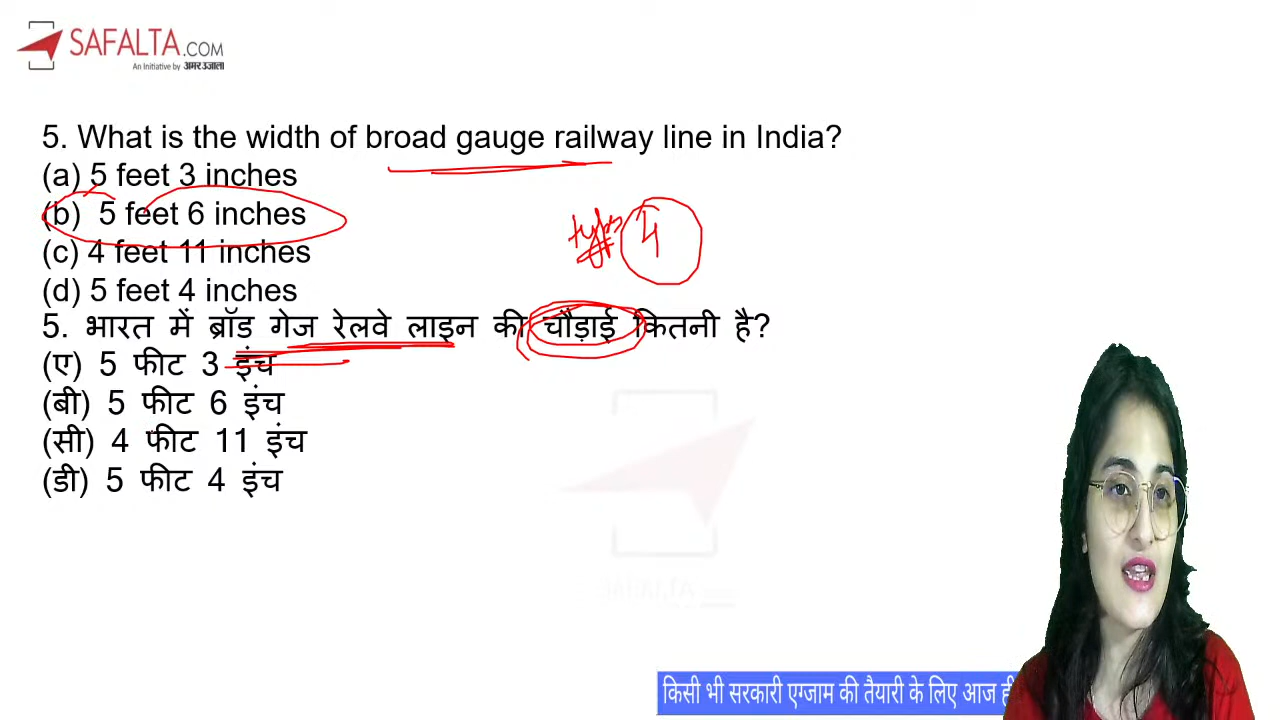 SAFALTA.COM
An Initiative by अमर उजाला
5. What is the width of broad gauge railway line in India?
(a) 5 feet 3 inches
(b) 5 feet 6 inches
(c) 4 feet 11 inches
(d) 5 feet 4 inches
types 4
5. भारत में ब्रॉड गेज रेलवे लाइन की चौड़ाई कितनी है?
(ए) 5 फीट 3 इंच
(बी) 5 फीट 6 इंच
(सी) 4 फीट 11 इंच
(डी) 5 फीट 4 इंच
किसी भी सरकारी एग्जाम की तैयारी के लिए आज ही